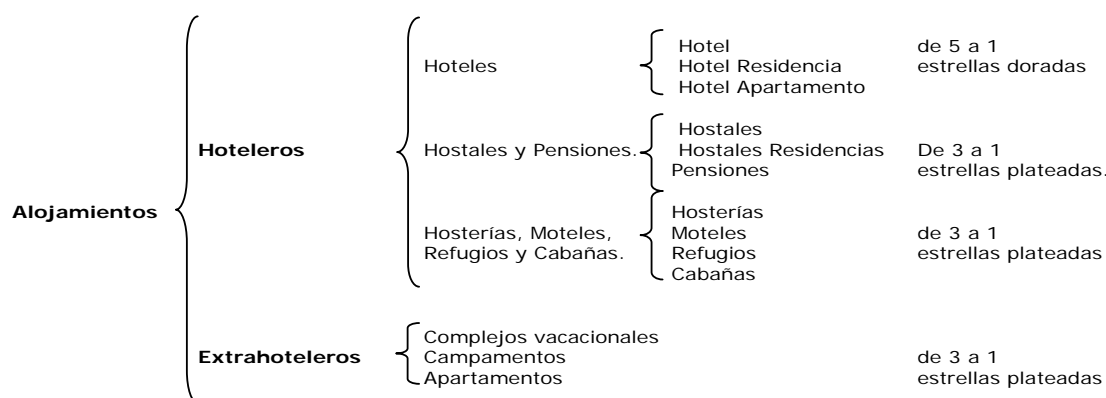 Alojamientos
Hoteleros
Hoteles
Hotel
Hotel Residencia
Hotel Apartamento
de 5 a 1
estrellas doradas
Hostales y Pensiones.
Hostales
Hostales Residencias
Pensiones
De 3 a 1
estrellas plateadas.
Hosterías, Moteles,
Refugios y Cabañas.
Hosterías
Moteles
Refugios
Cabañas
de 3 a 1
estrellas plateadas
Extrahoteleros
Complejos vacacionales
Campamentos
Apartamentos
de 3 a 1
estrellas plateadas